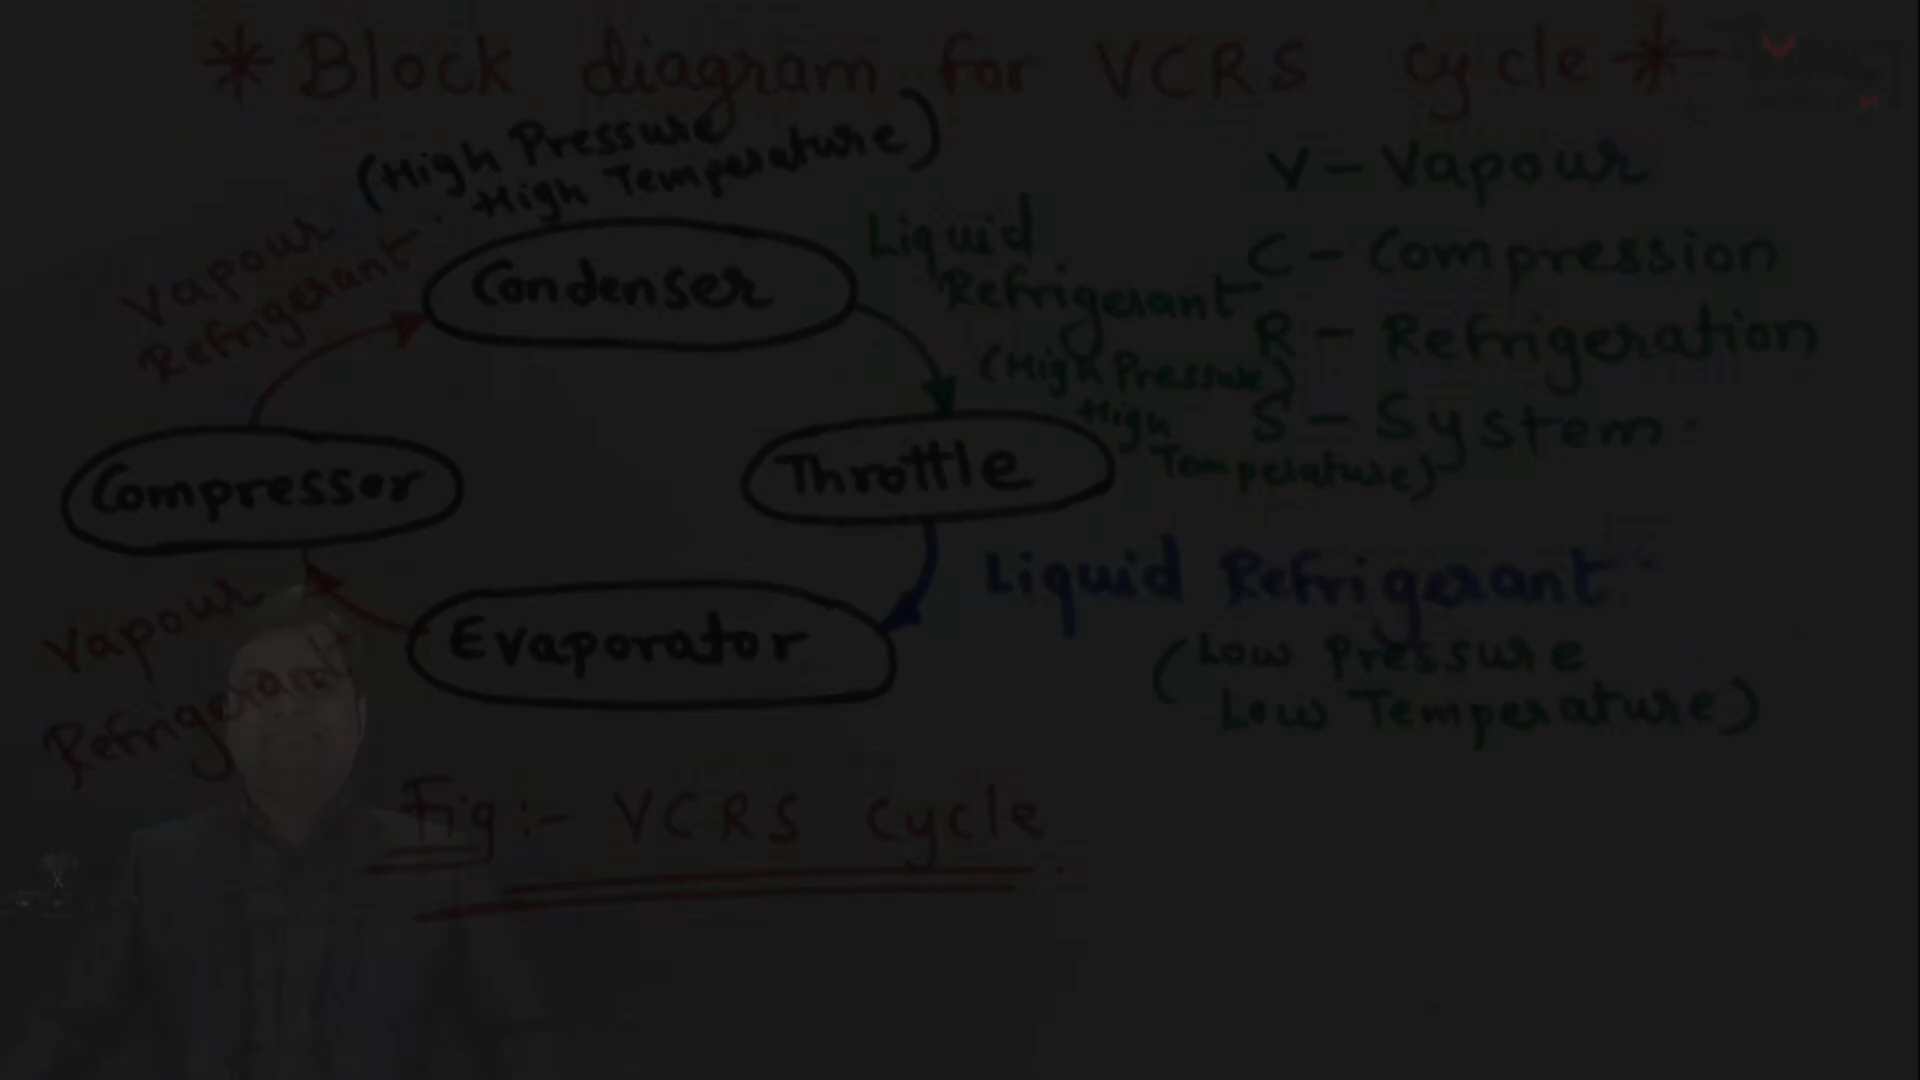 * Block diagram for VCRS cycle *
(High Pressure
High Temperature)
Vapour
Refrigerant
Condenser
Liquid
Refrigerant
(High Pressure
High
Temperature)
V - Vapour
C - Compression
R - Refrigeration
S - System
Compressor
Throttle
Vapour
Refrigerant
Evaporator
Liquid Refrigerant
(Low Pressure
Low Temperature)
Fig:- VCRS Cycle